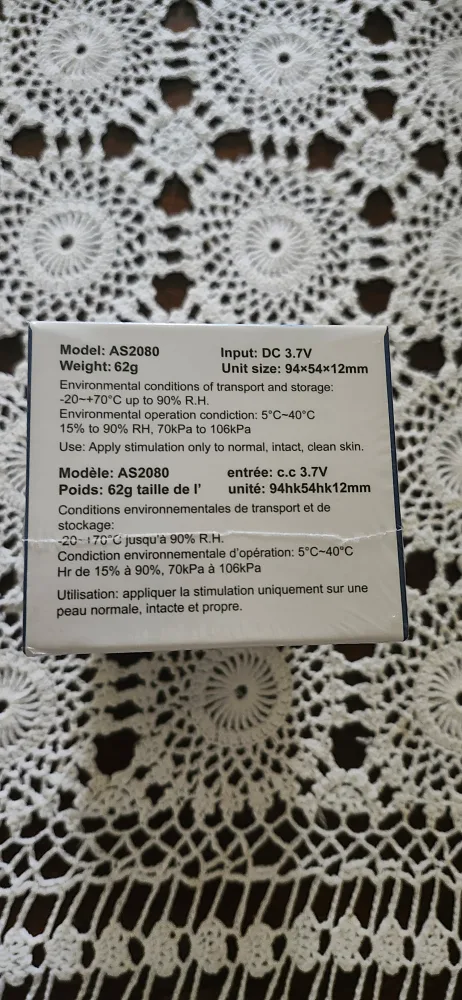 Model: AS2080 Input: DC 3.7V
Weight: 62g Unit size: 94×54×12mm
Environmental conditions of transport and storage:
-20~+70°C up to 90% R.H.
Environmental operation condiction: 5°C~40°C
15% to 90% RH, 70kPa to 106kPa
Use: Apply stimulation only to normal, intact, clean skin.
Modèle: AS2080 entrée: c.c 3.7V
Poids: 62g taille de l' unité: 94hk54hk12mm
Conditions environnementales de transport et de
stockage:
-20~+70°C jusqu'à 90% R.H.
Condiction environnementale d'opération: 5°C~40°C
Hr de 15% à 90%, 70kPa à 106kPa
Utilisation: appliquer la stimulation uniquement sur une
peau normale, intacte et propre.